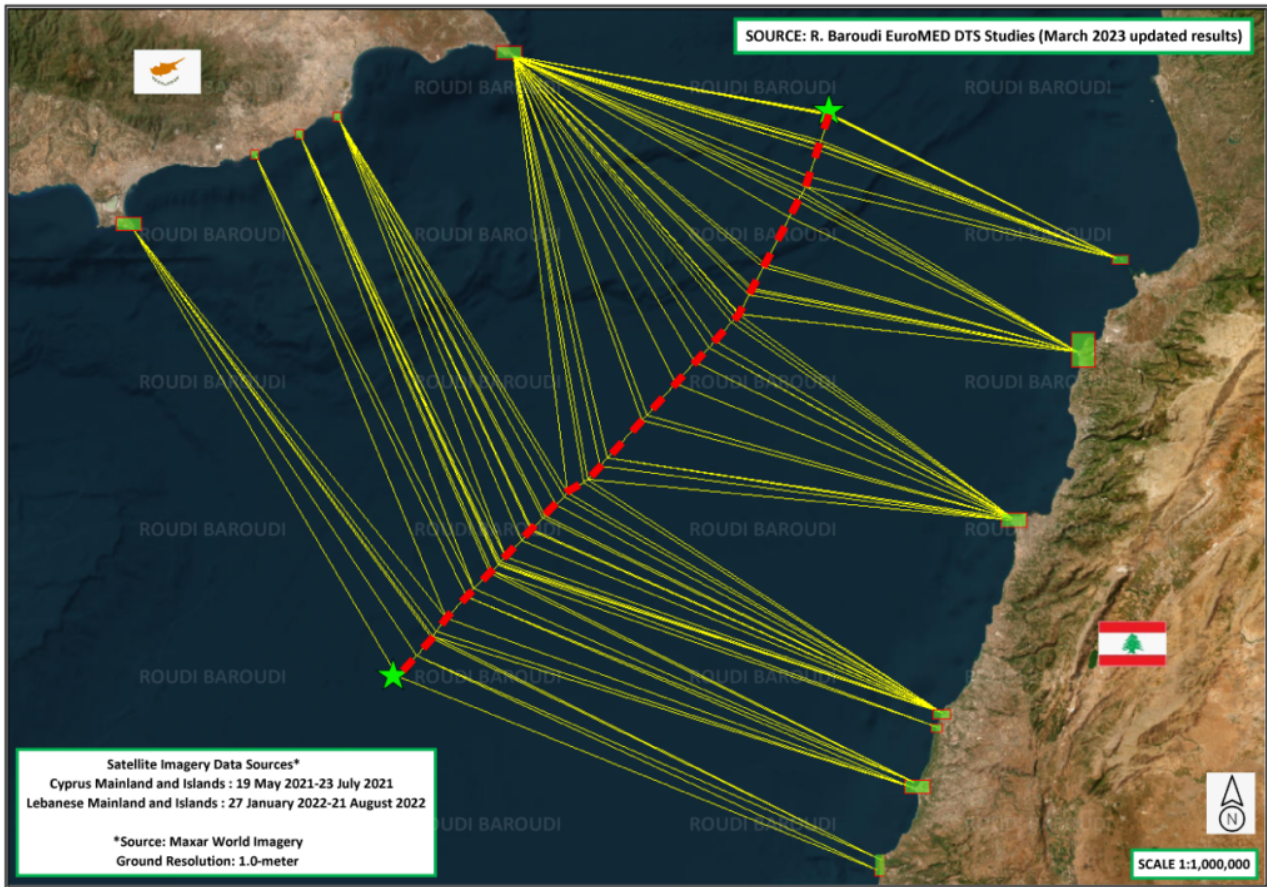 SOURCE: R. Baroudi EuroMED DTS Studies (March 2023 updated results)
ROUDI BAROUDI ROUDI BAROUDI ROUDI BAROUDI
ROUDI BAROUDI ROUDI BAROUDI ROUDI BAROUDI ROUDI BAROUDI
ROUDI BAROUDI ROUDI BAROUDI ROUDI BAROUDI ROUDI BAROUDI
ROUDI BAROUDI ROUDI BAROUDI ROUDI BAROUDI ROUDI
ROUDI BAROUDI ROUDI BAROUDI ROUDI BAROUDI
Satellite Imagery Data Sources*
Cyprus Mainland and Islands : 19 May 2021-23 July 2021
Lebanese Mainland and Islands : 27 January 2022-21 August 2022
*Source: Maxar World Imagery
Ground Resolution: 1.0-meter
BAROUDI ROUDI BAROUDI
N
SCALE 1:1,000,000